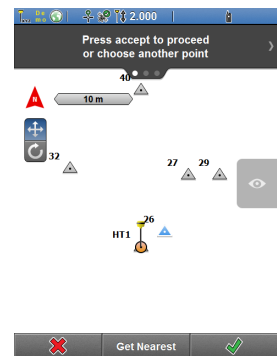 2.000
Press accept to proceed
or choose another point
40
10 m
N
32
27
29
26
HT1
Get Nearest